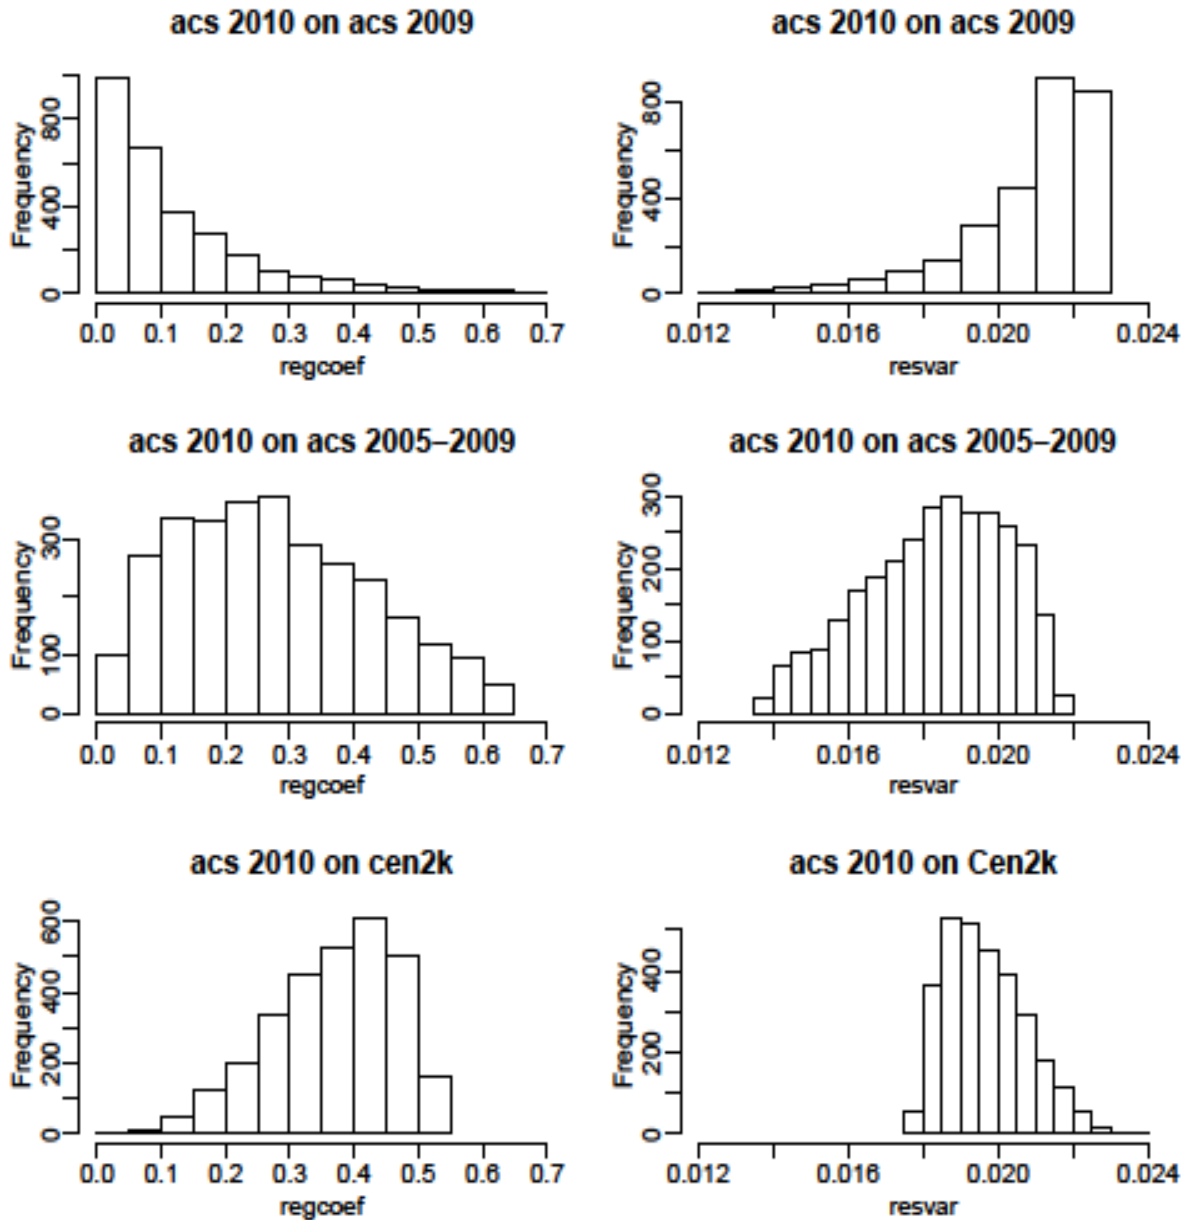 acs 2010 on acs 2009
Frequency
0 400 800
0.0 0.1 0.2 0.3 0.4 0.5 0.6 0.7
regcoef
acs 2010 on acs 2009
Frequency
0 400 800
0.012 0.016 0.020 0.024
resvar
acs 2010 on acs 2005–2009
Frequency
0 100 300
0.0 0.1 0.2 0.3 0.4 0.5 0.6 0.7
regcoef
acs 2010 on acs 2005–2009
Frequency
0 100 200 300
0.012 0.016 0.020 0.024
resvar
acs 2010 on cen2k
Frequency
0 200 400 600
0.0 0.1 0.2 0.3 0.4 0.5 0.6 0.7
regcoef
acs 2010 on Cen2k
Frequency
0 200 400
0.012 0.016 0.020 0.024
resvar